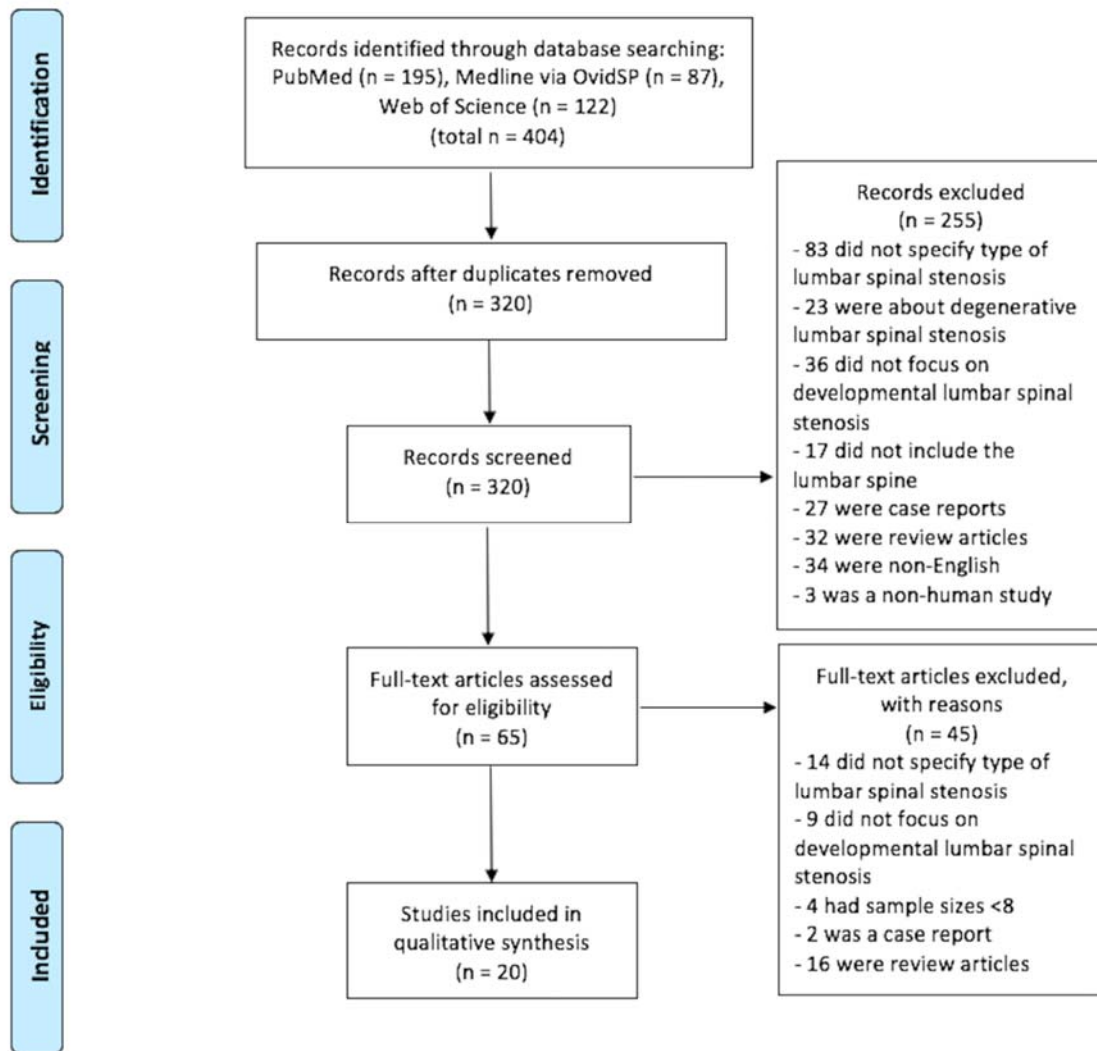 Identification
Records identified through database searching:
PubMed (n = 195), Medline via OvidSP (n = 87),
Web of Science (n = 122)
(total n = 404)
Records after duplicates removed
(n = 320)
Screening
Records screened
(n = 320)
Records excluded
(n = 255)
- 83 did not specify type of
lumbar spinal stenosis
- 23 were about degenerative
lumbar spinal stenosis
- 36 did not focus on
developmental lumbar spinal
stenosis
- 17 did not include the
lumbar spine
- 27 were case reports
- 32 were review articles
- 34 were non-English
- 3 was a non-human study
Eligibility
Full-text articles assessed
for eligibility
(n = 65)
Full-text articles excluded,
with reasons
(n = 45)
- 14 did not specify type of
lumbar spinal stenosis
- 9 did not focus on
developmental lumbar spinal
stenosis
- 4 had sample sizes <8
- 2 was a case report
- 16 were review articles
Included
Studies included in
qualitative synthesis
(n = 20)